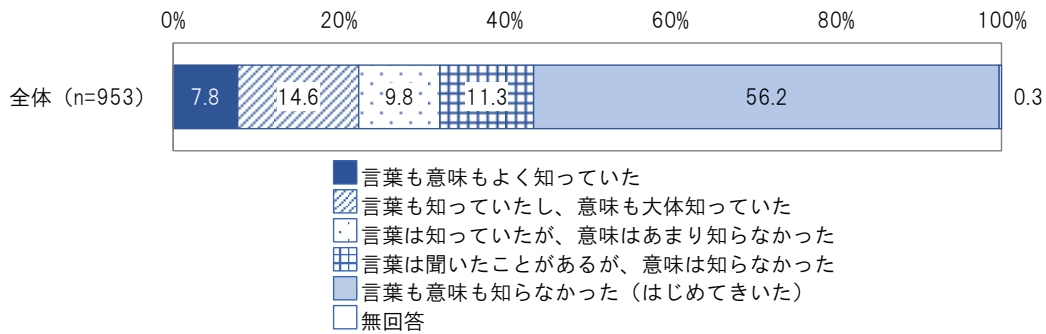 0% 20% 40% 60% 80% 100%
全体（n=953） 7.8 14.6 9.8 11.3 56.2 0.3
言葉も意味もよく知っていた
言葉も知っていたし、意味も大体知っていた
言葉は知っていたが、意味はあまり知らなかった
言葉は聞いたことがあるが、意味は知らなかった
言葉も意味も知らなかった（はじめてきいた）
無回答